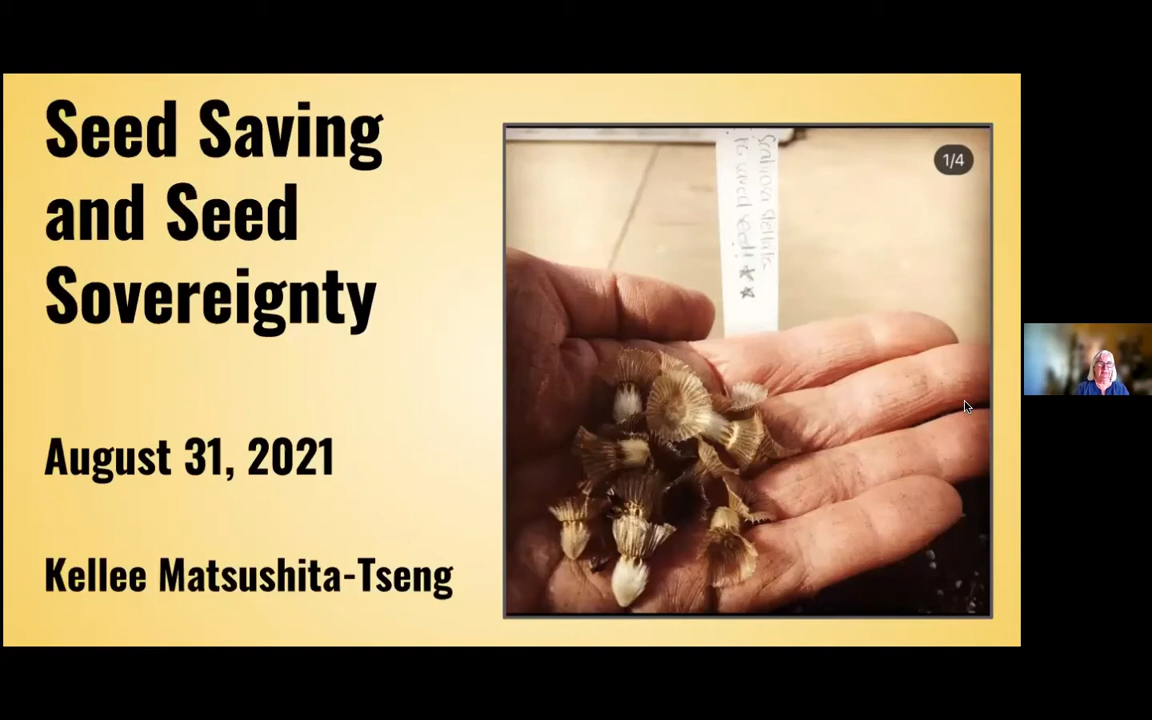 Seed Saving
and Seed
Sovereignty
August 31, 2021
Kellee Matsushita-Tseng
1/4